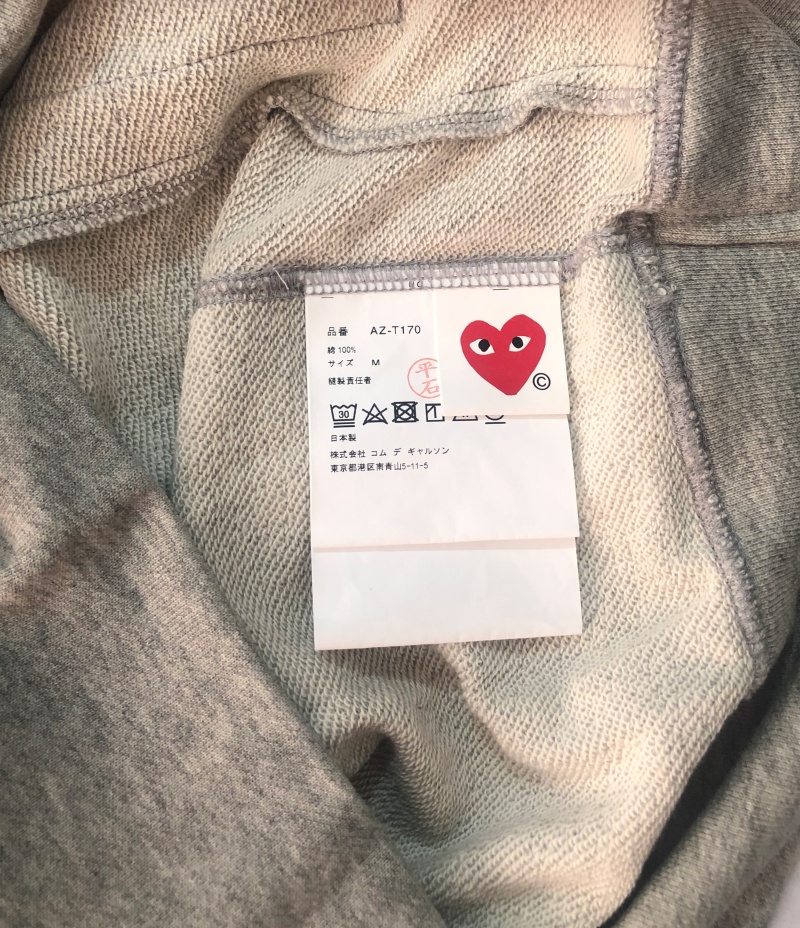 品番 AZ-T170
綿 100%
サイズ M
縫製責任者
平
石
30
©
日本製
株式会社 コム デ ギャルソン
東京都港区南青山5-11-5